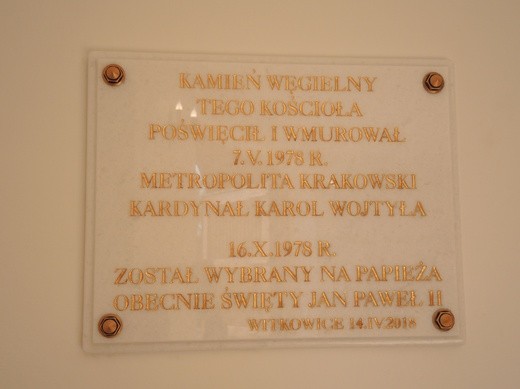 KAMIEŃ WĘGIELNY
TEGO KOŚCIOŁA
POŚWIĘCIŁ I WMUROWAŁ
7.V.1978 R.
METROPOLITA KRAKOWSKI
KARDYNAŁ KAROL WOJTYŁA
16.X.1978 R.
ZOSTAŁ WYBRANY NA PAPIEŻA
OBECNIE ŚWIĘTY JAN PAWEŁ II
WITKOWICE 14.IV.2018